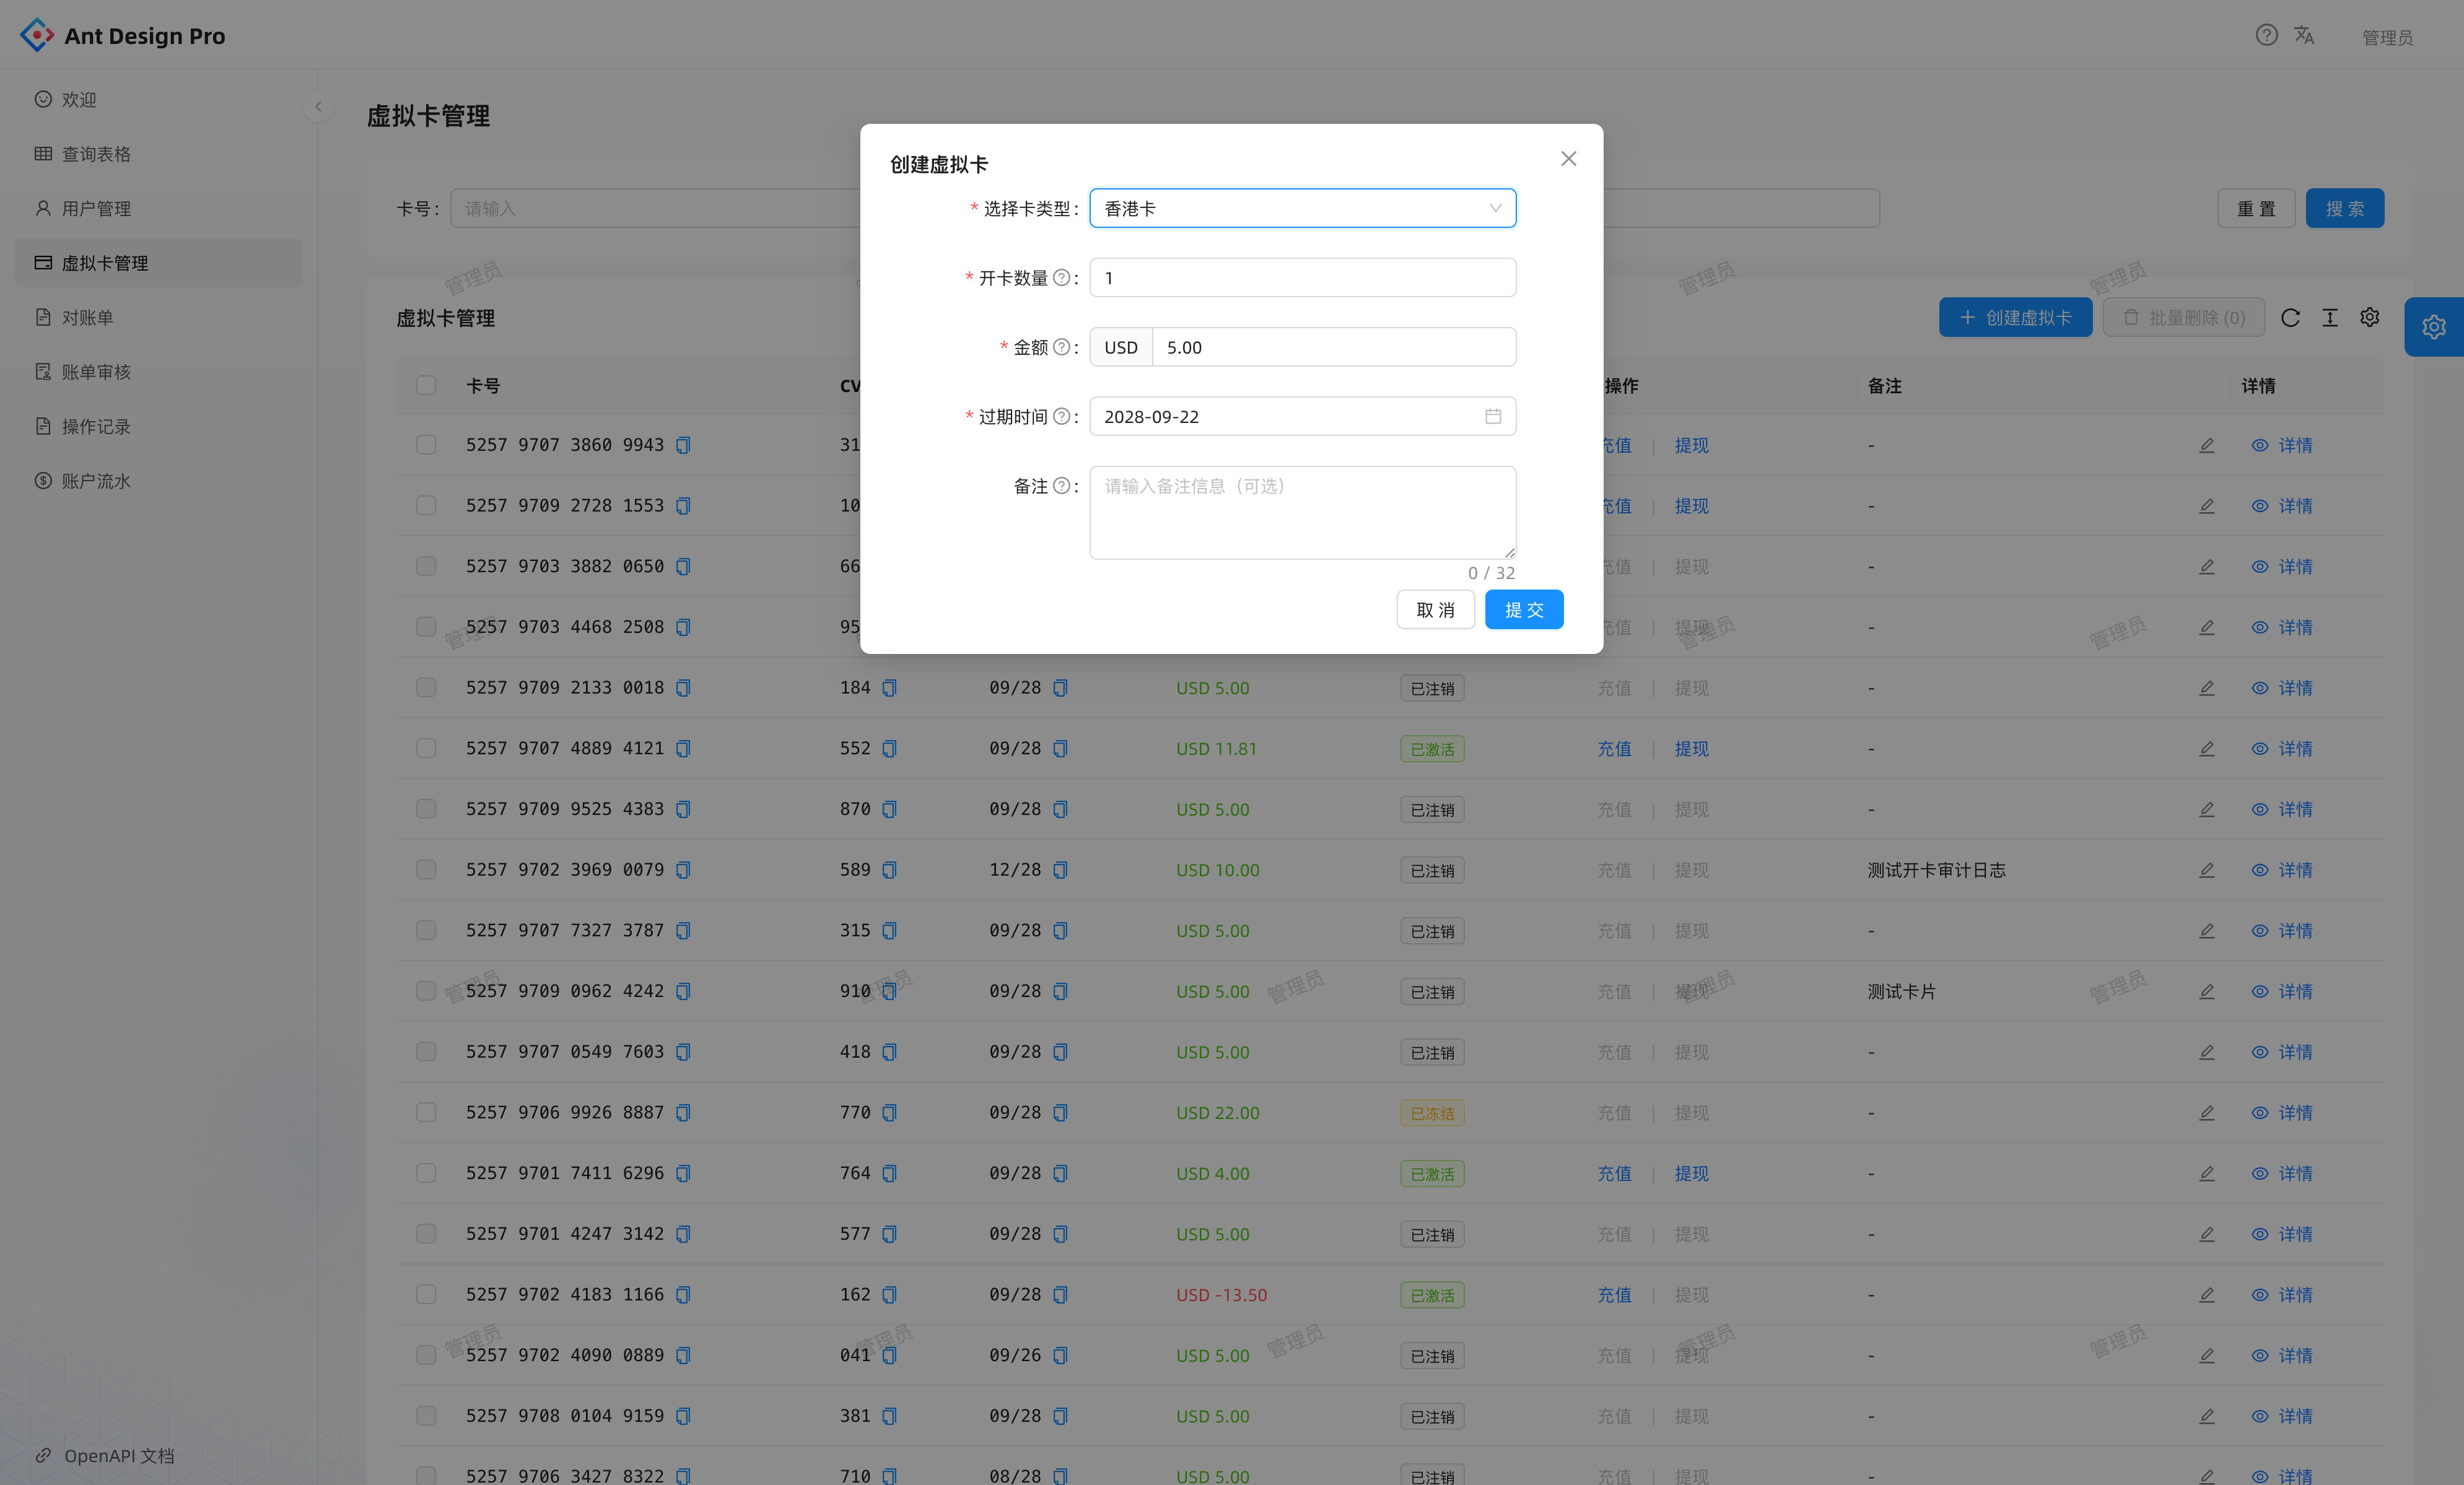 Ant Design Pro
管理员
欢迎
查询表格
用户管理
虚拟卡管理
对账单
账单审核
操作记录
账户流水
OpenAPI 文档
虚拟卡管理
卡号:
请输入
重 置
搜 索
虚拟卡管理
创建虚拟卡
批量删除 (0)
创建虚拟卡
* 选择卡类型: 香港卡
* 开卡数量 : 1
* 金额 : USD 5.00
* 过期时间 : 2028-09-22
备注 : 请输入备注信息（可选）
0 / 32
取 消
提 交
卡号 CV 操作 备注 详情
5257 9707 3860 9943 31 充值 | 提现 - 详情
5257 9709 2728 1553 10 充值 | 提现 - 详情
5257 9703 3882 0650 66 充值 | 提现 - 详情
5257 9703 4468 2508 95 充值 | 提现 - 详情
5257 9709 2133 0018 184 09/28 USD 5.00 已注销 充值 | 提现 - 详情
5257 9707 4889 4121 552 09/28 USD 11.81 已激活 充值 | 提现 - 详情
5257 9709 9525 4383 870 09/28 USD 5.00 已注销 充值 | 提现 - 详情
5257 9702 3969 0079 589 12/28 USD 10.00 已注销 充值 | 提现 测试开卡审计日志 详情
5257 9707 7327 3787 315 09/28 USD 5.00 已注销 充值 | 提现 - 详情
5257 9709 0962 4242 910 09/28 USD 5.00 已注销 充值 | 提现 测试卡片 详情
5257 9707 0549 7603 418 09/28 USD 5.00 已注销 充值 | 提现 - 详情
5257 9706 9926 8887 770 09/28 USD 22.00 已冻结 充值 | 提现 - 详情
5257 9701 7411 6296 764 09/28 USD 4.00 已激活 充值 | 提现 - 详情
5257 9701 4247 3142 577 09/28 USD 5.00 已注销 充值 | 提现 - 详情
5257 9702 4183 1166 162 09/28 USD -13.50 已激活 充值 | 提现 - 详情
5257 9702 4090 0889 041 09/26 USD 5.00 已注销 充值 | 提现 - 详情
5257 9708 0104 9159 381 09/28 USD 5.00 已注销 充值 | 提现 - 详情
5257 9706 3427 8322 710 08/28 USD 5.00 已注销 充值 | 提现 - 详情